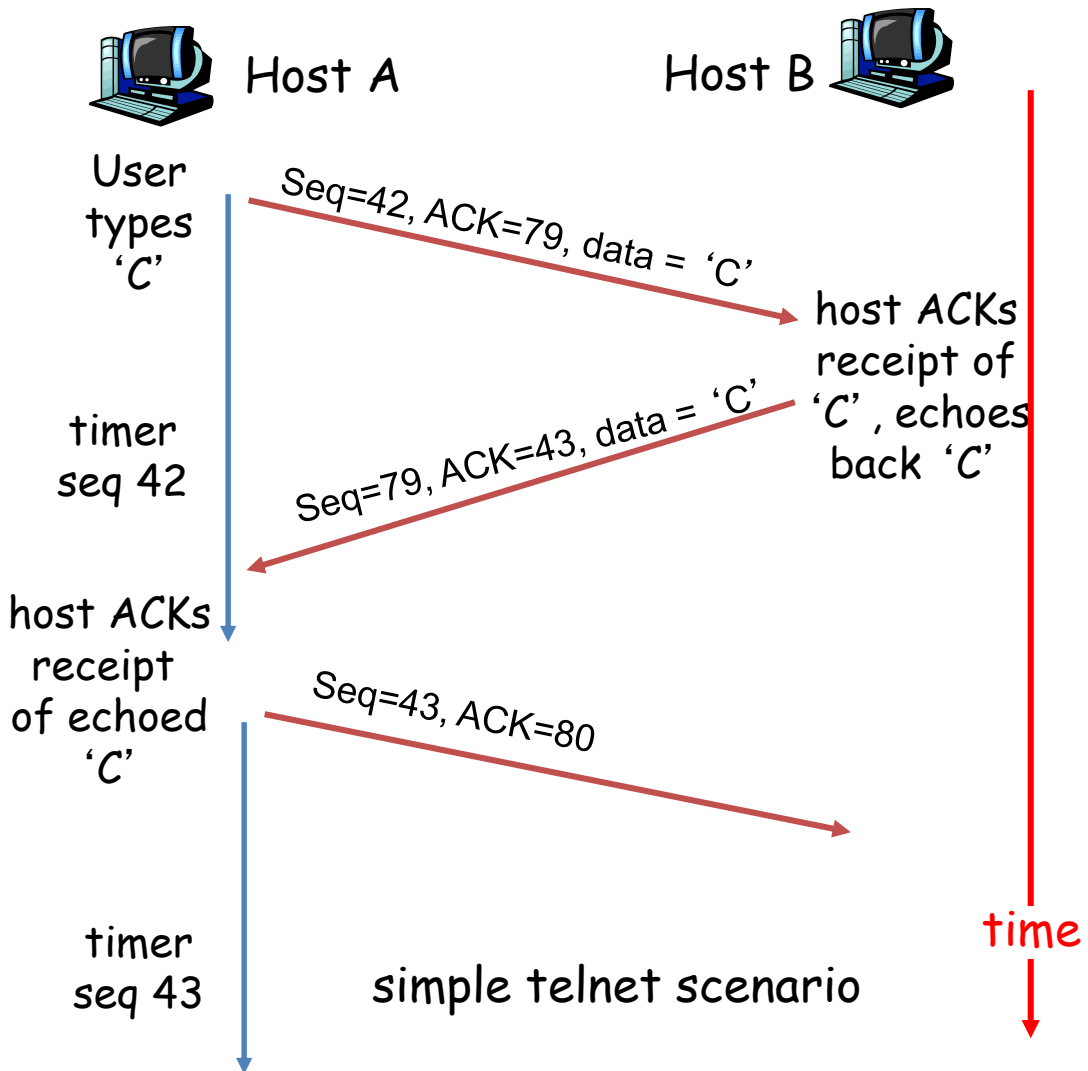 Host A
Host B
User
types
‘C’
Seq=42, ACK=79, data = ‘C’
host ACKs
receipt of
‘C’ , echoes
back ‘C’
timer
seq 42
Seq=79, ACK=43, data = ‘C’
host ACKs
receipt
of echoed
‘C’
Seq=43, ACK=80
timer
seq 43
simple telnet scenario
time